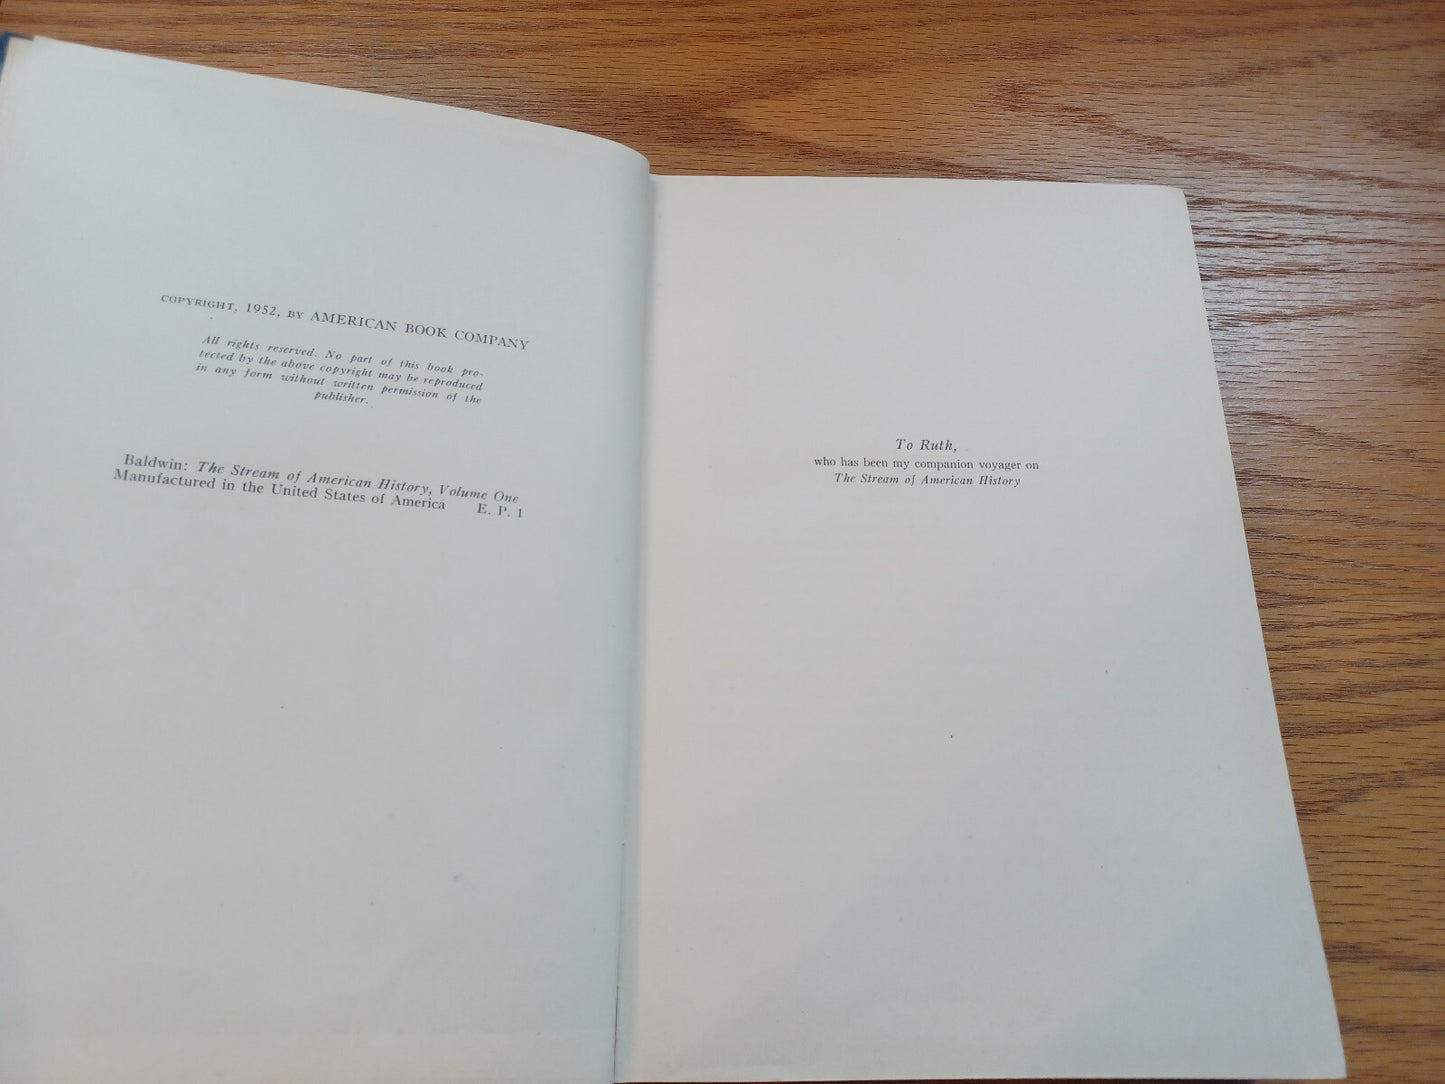 COPYRIGHT, 1952, BY AMERICAN BOOK COMPANY
All rights reserved. No part of this book pro-
tected by the above copyright may be reproduced
in any form without written permission of the
publisher.
Baldwin: The Stream of American History, Volume One
Manufactured in the United States of America E. P. 1
To Ruth,
who has been my companion voyager on
The Stream of American History